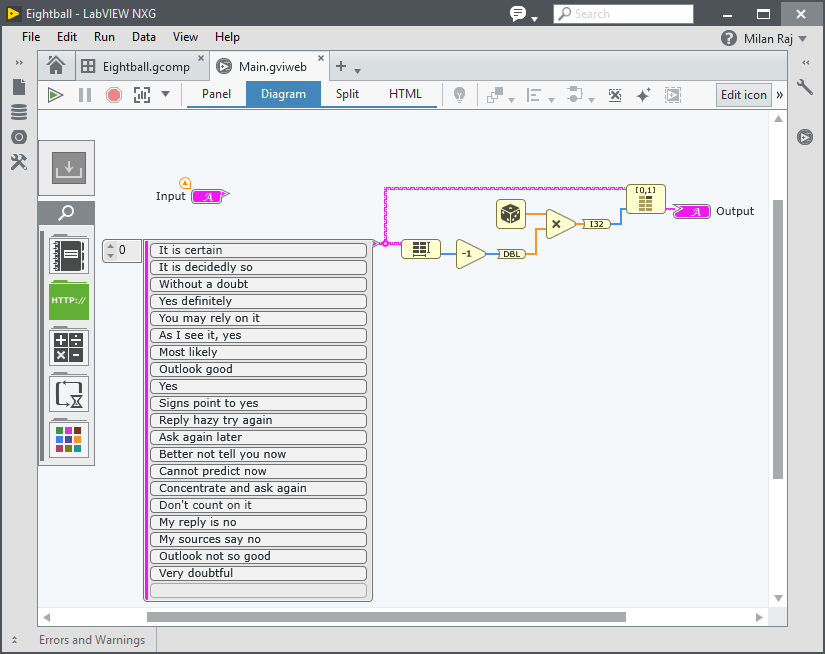 Eightball - LabVIEW NXG
Search
File Edit Run Data View Help
Milan Raj
Eightball.gcomp
Main.gviweb
Panel Diagram Split HTML
Edit icon
Input
[0,1]
A
A
Output
HTTP://
0
It is certain
It is decidedly so
Without a doubt
Yes definitely
You may rely on it
As I see it, yes
Most likely
Outlook good
Yes
Signs point to yes
Reply hazy try again
Ask again later
Better not tell you now
Cannot predict now
Concentrate and ask again
Don't count on it
My reply is no
My sources say no
Outlook not so good
Very doubtful
-1
DBL
×
I32
Errors and Warnings